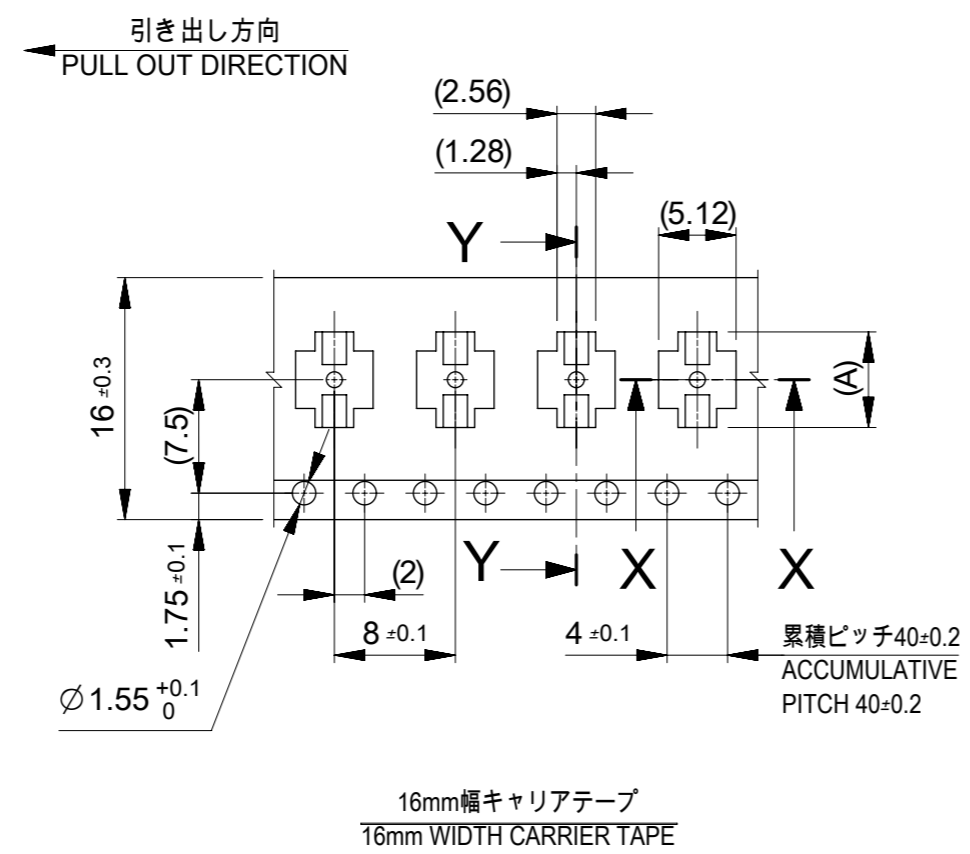 引き出し方向
PULL OUT DIRECTION
(2.56)
(1.28)
(5.12)
Y
16 ±0.3
(7.5)
(A)
1.75 ±0.1
Y
X
X
(2)
8 ±0.1
4 ±0.1
累積ピッチ40±0.2
ACCUMULATIVE
PITCH 40±0.2
∅1.55 +0.1 0
16mm幅キャリアテープ
16mm WIDTH CARRIER TAPE